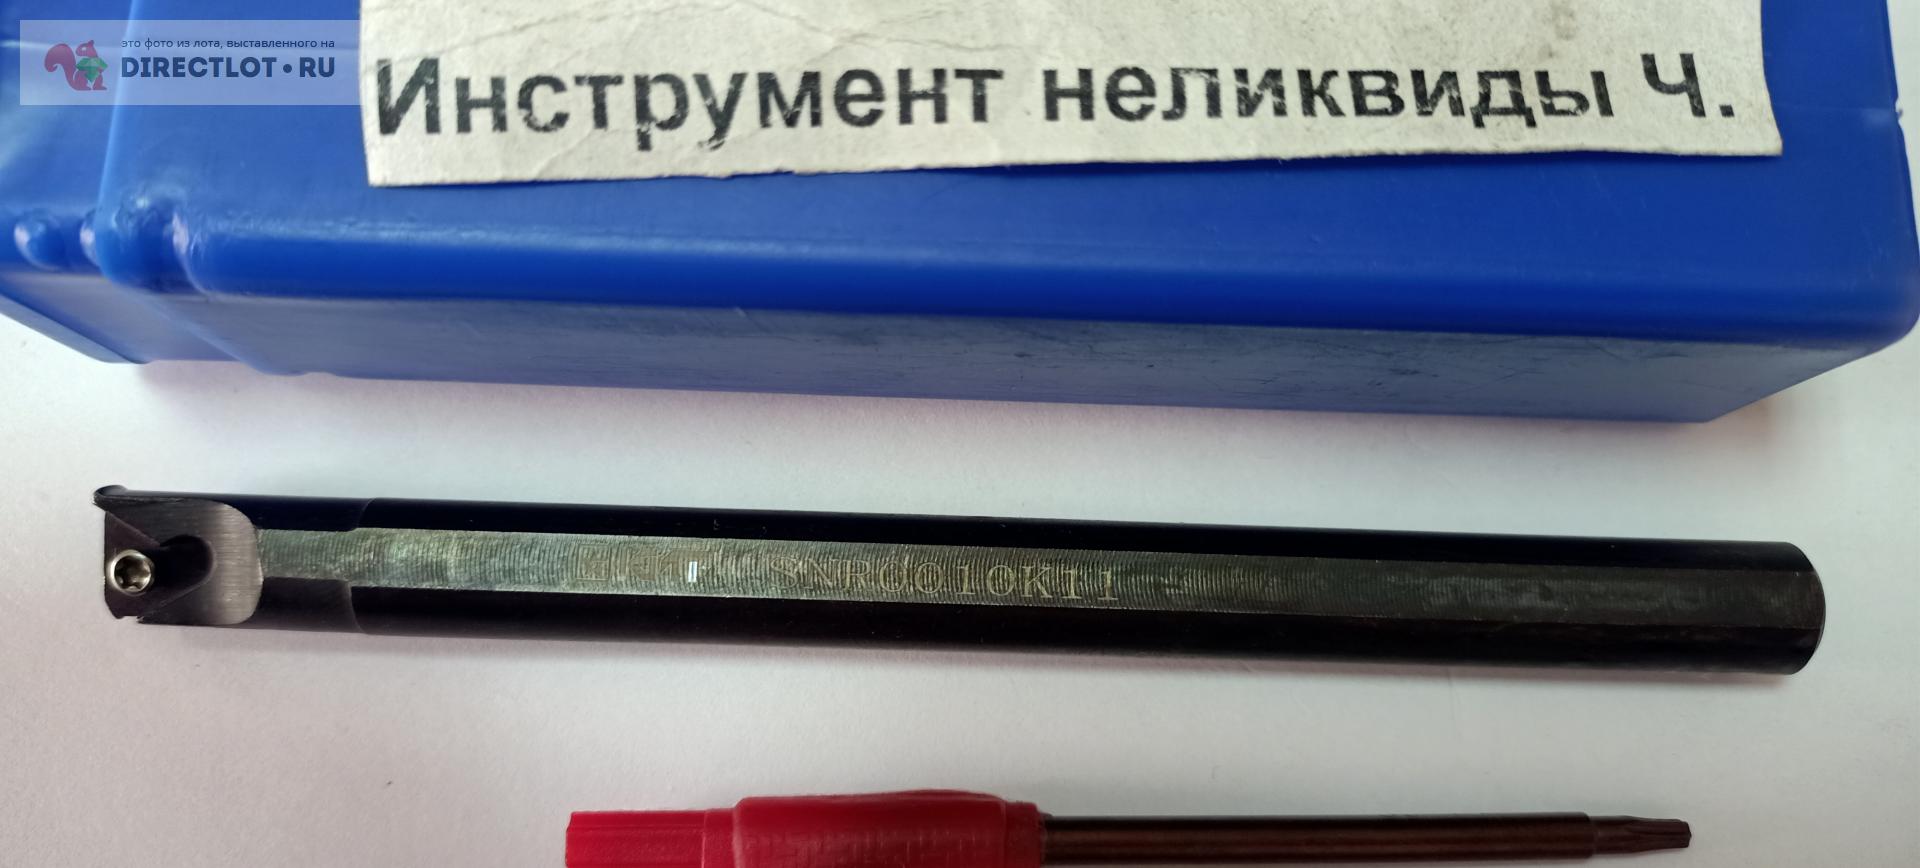 это фото из лота, выставленного на
DIRECTLOT•RU
Инструмент неликвиды Ч.
SNR0010K11